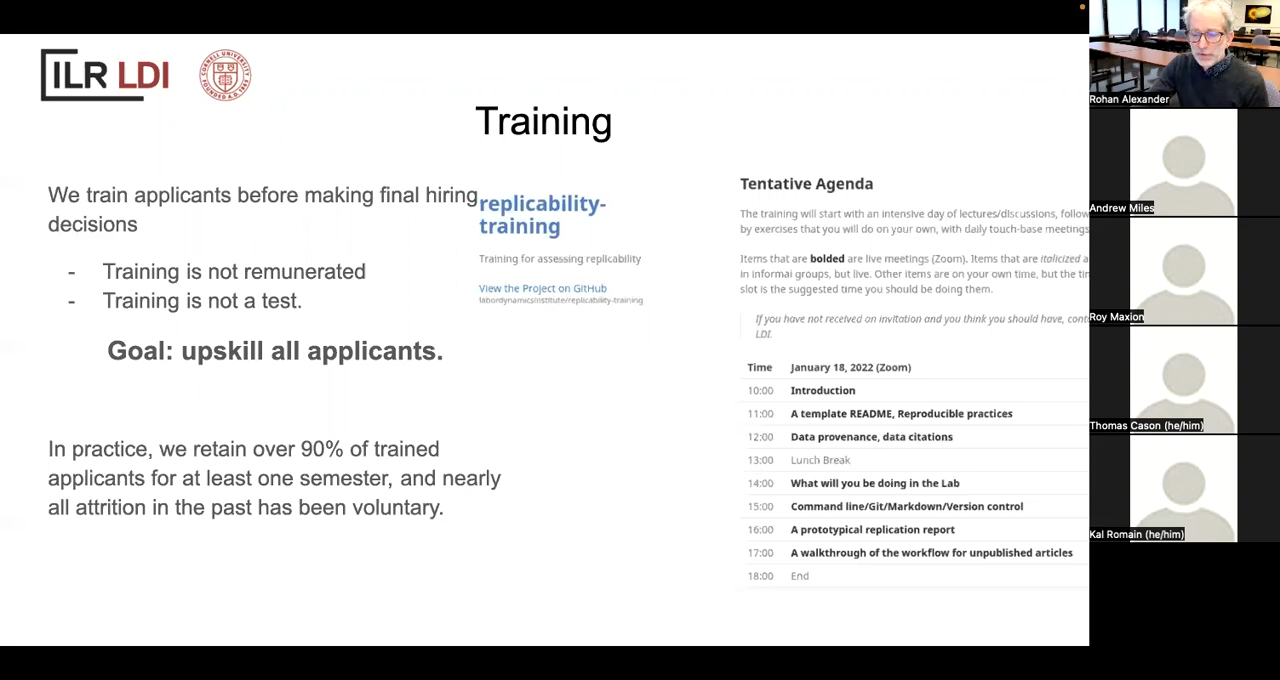 ILR LDI
CORNELL UNIVERSITY
FOUNDED A.D. 1865
Training
We train applicants before making final hiring
decisions
- Training is not remunerated
- Training is not a test.
Goal: upskill all applicants.
In practice, we retain over 90% of trained
applicants for at least one semester, and nearly
all attrition in the past has been voluntary.
replicability-
training
Training for assessing replicability
View the Project on GitHub
labordynamicsinstitute/replicability-training
Tentative Agenda
The training will start with an intensive day of lectures/discussions, follow
by exercises that you will do on your own, with daily touch-base meetings
Items that are bolded are live meetings (Zoom). Items that are italicized a
in informal groups, but live. Other items are on your own time, but the tin
slot is the suggested time you should be doing them.
If you have not received an invitation and you think you should have, cont
LDI.
Time January 18, 2022 (Zoom)
10:00 Introduction
11:00 A template README, Reproducible practices
12:00 Data provenance, data citations
13:00 Lunch Break
14:00 What will you be doing in the Lab
15:00 Command line/Git/Markdown/Version control
16:00 A prototypical replication report
17:00 A walkthrough of the workflow for unpublished articles
18:00 End
Rohan Alexander
Andrew Miles
Roy Maxion
Thomas Cason (he/him)
Kal Romain (he/him)